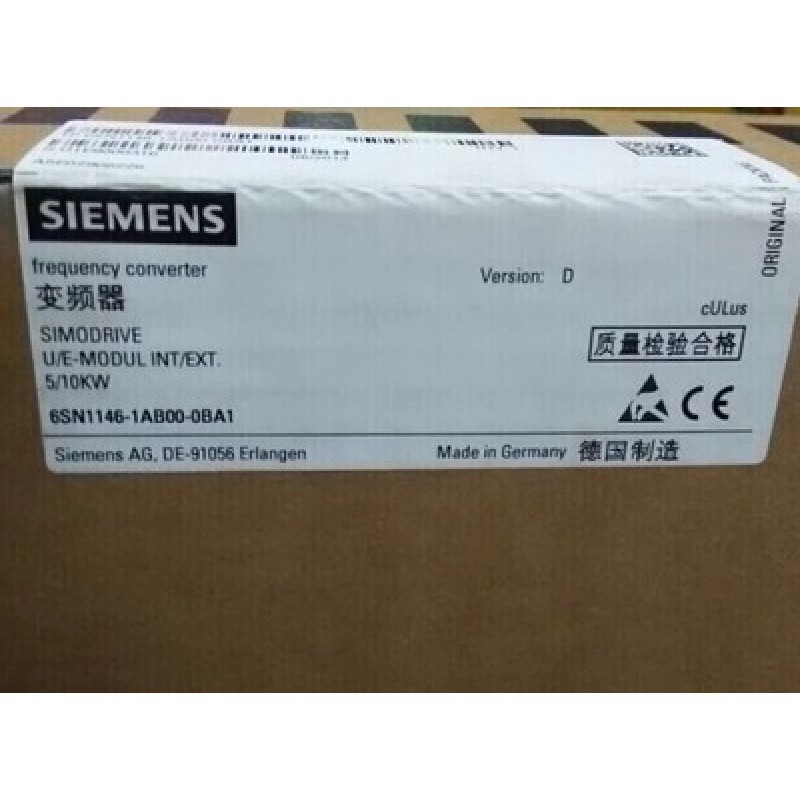 SIEMENS
ORIGINAL
frequency converter
Version: D
变频器
cULus
SIMODRIVE
质量检验合格
U/E-MODUL INT/EXT.
5/10KW
CE
6SN1146-1AB00-0BA1
Siemens AG, DE-91056 Erlangen
Made in Germany 德国制造